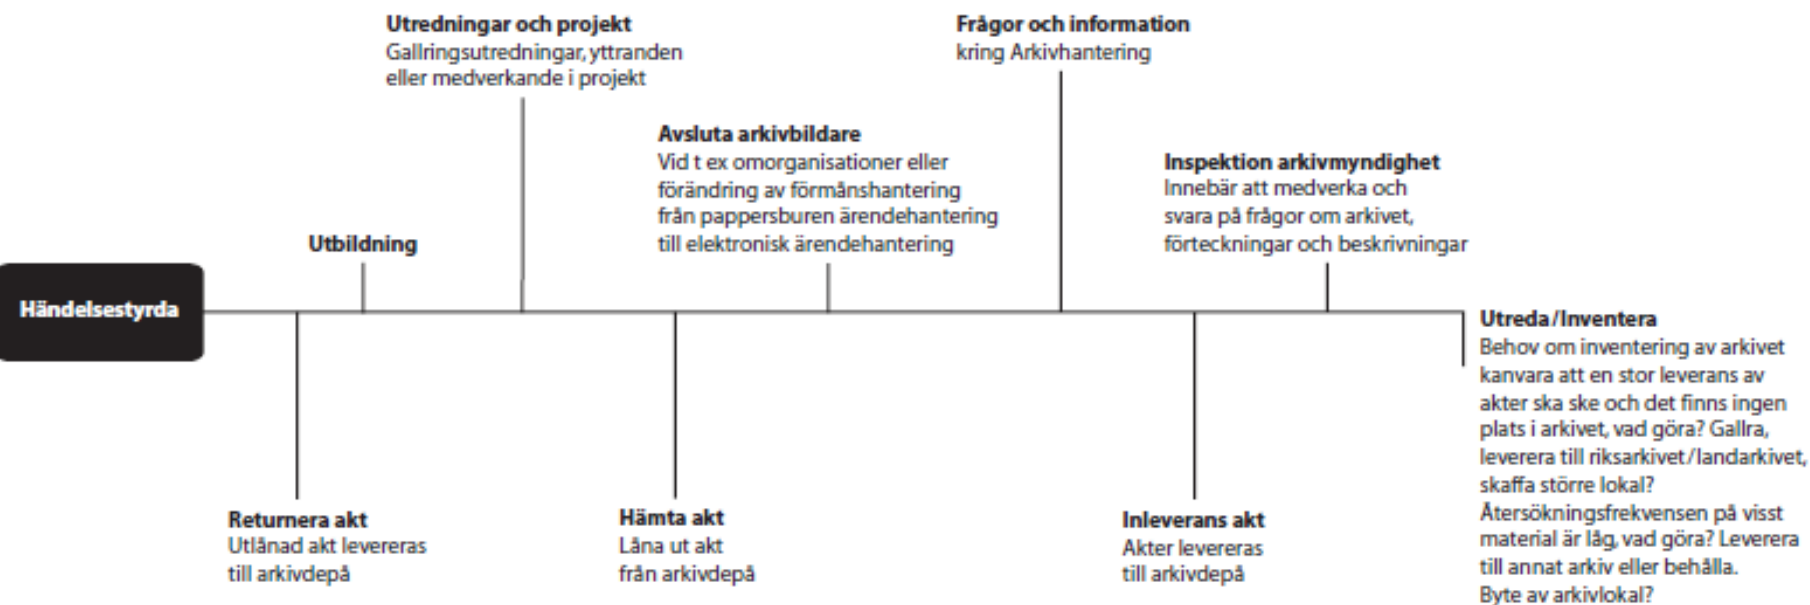 Utredningar och projekt
Gallringsutredningar, yttranden
eller medverkande i projekt
Frågor och information
kring Arkivhantering
Avsluta arkivbildare
Vid t ex omorganisationer eller
förändring av förmånshantering
från pappersburen ärendehantering
till elektronisk ärendehantering
Inspektion arkivmyndighet
Innebär att medverka och
svara på frågor om arkivet,
förteckningar och beskrivningar
Utbildning
Händelsestyrda
Returnera akt
Utlånad akt levereras
till arkivdepå
Hämta akt
Låna ut akt
från arkivdepå
Inleverans akt
Akter levereras
till arkivdepå
Utreda/Inventera
Behov om inventering av arkivet
kanvara att en stor leverans av
akter ska ske och det finns ingen
plats i arkivet, vad göra? Gallra,
leverera till riksarkivet/landarkivet,
skaffa större lokal?
Återsökningsfrekvensen på visst
material är låg, vad göra? Leverera
till annat arkiv eller behålla.
Byte av arkivlokal?